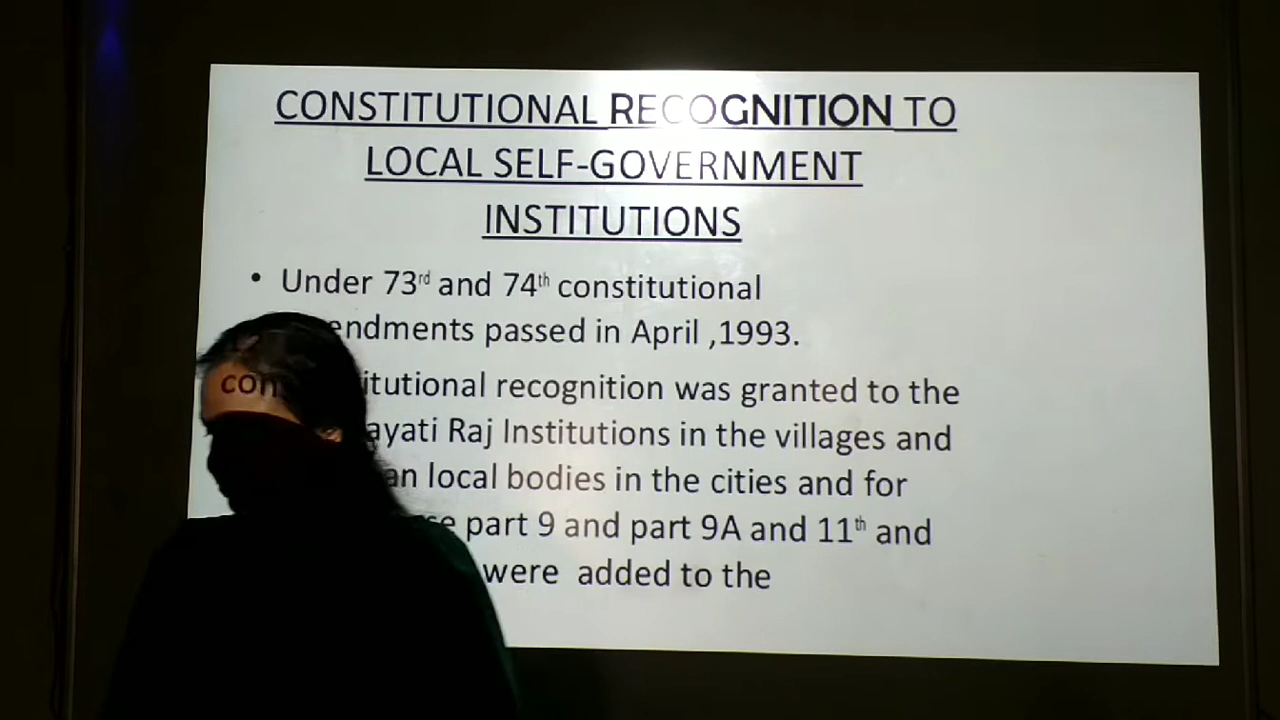 CONSTITUTIONAL RECOGNITION TO
LOCAL SELF-GOVERNMENT
INSTITUTIONS
• Under 73rd and 74th constitutional
endments passed in April ,1993.
con itutional recognition was granted to the
ayati Raj Institutions in the villages and
an local bodies in the cities and for
se part 9 and part 9A and 11th and
were added to the